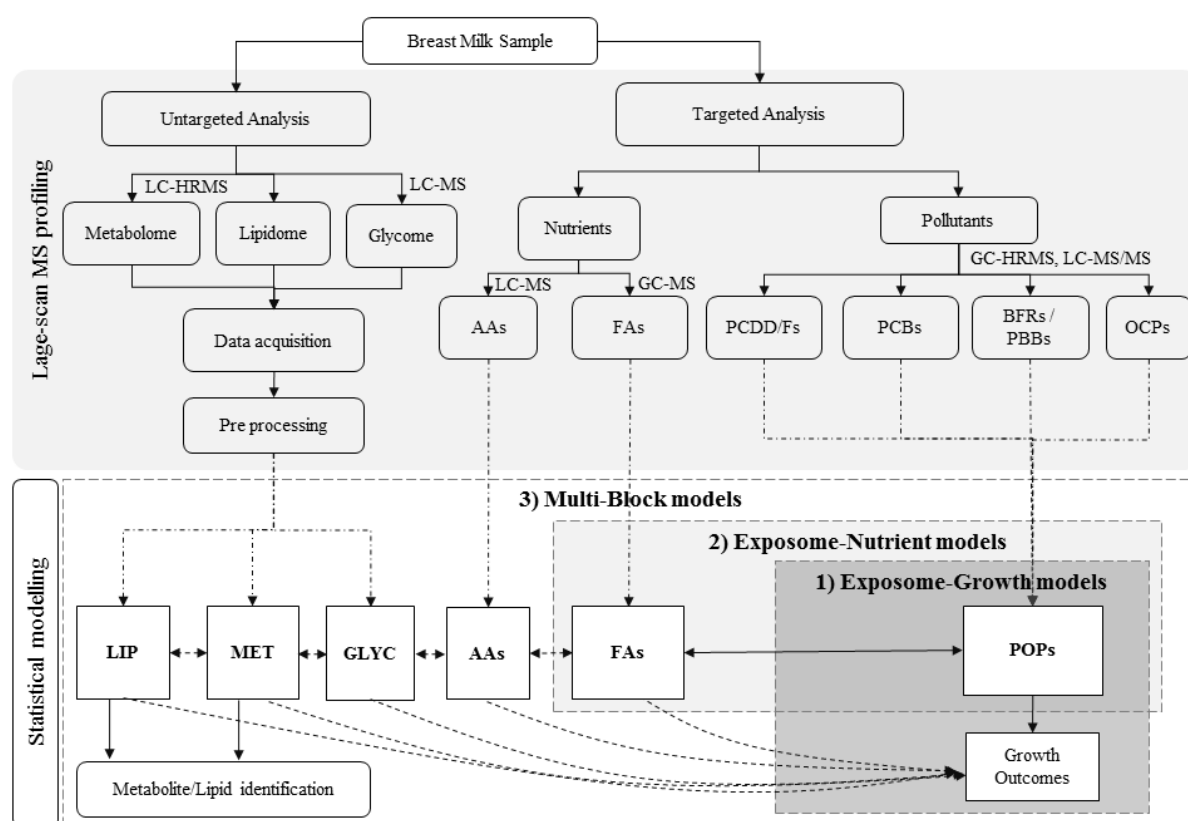 Breast Milk Sample
Untargeted Analysis
Targeted Analysis
LC-HRMS
LC-MS
Metabolome
Lipidome
Glycome
Nutrients
Pollutants
LC-MS
GC-MS
GC-HRMS, LC-MS/MS
AAs
FAs
PCDD/Fs
PCBs
BFRs /
PBBs
OCPs
Data acquisition
Pre processing
Lage-scan MS profiling
Statistical modelling
3) Multi-Block models
2) Exposome-Nutrient models
1) Exposome-Growth models
LIP
MET
GLYC
AAs
FAs
POPs
Growth
Outcomes
Metabolite/Lipid identification